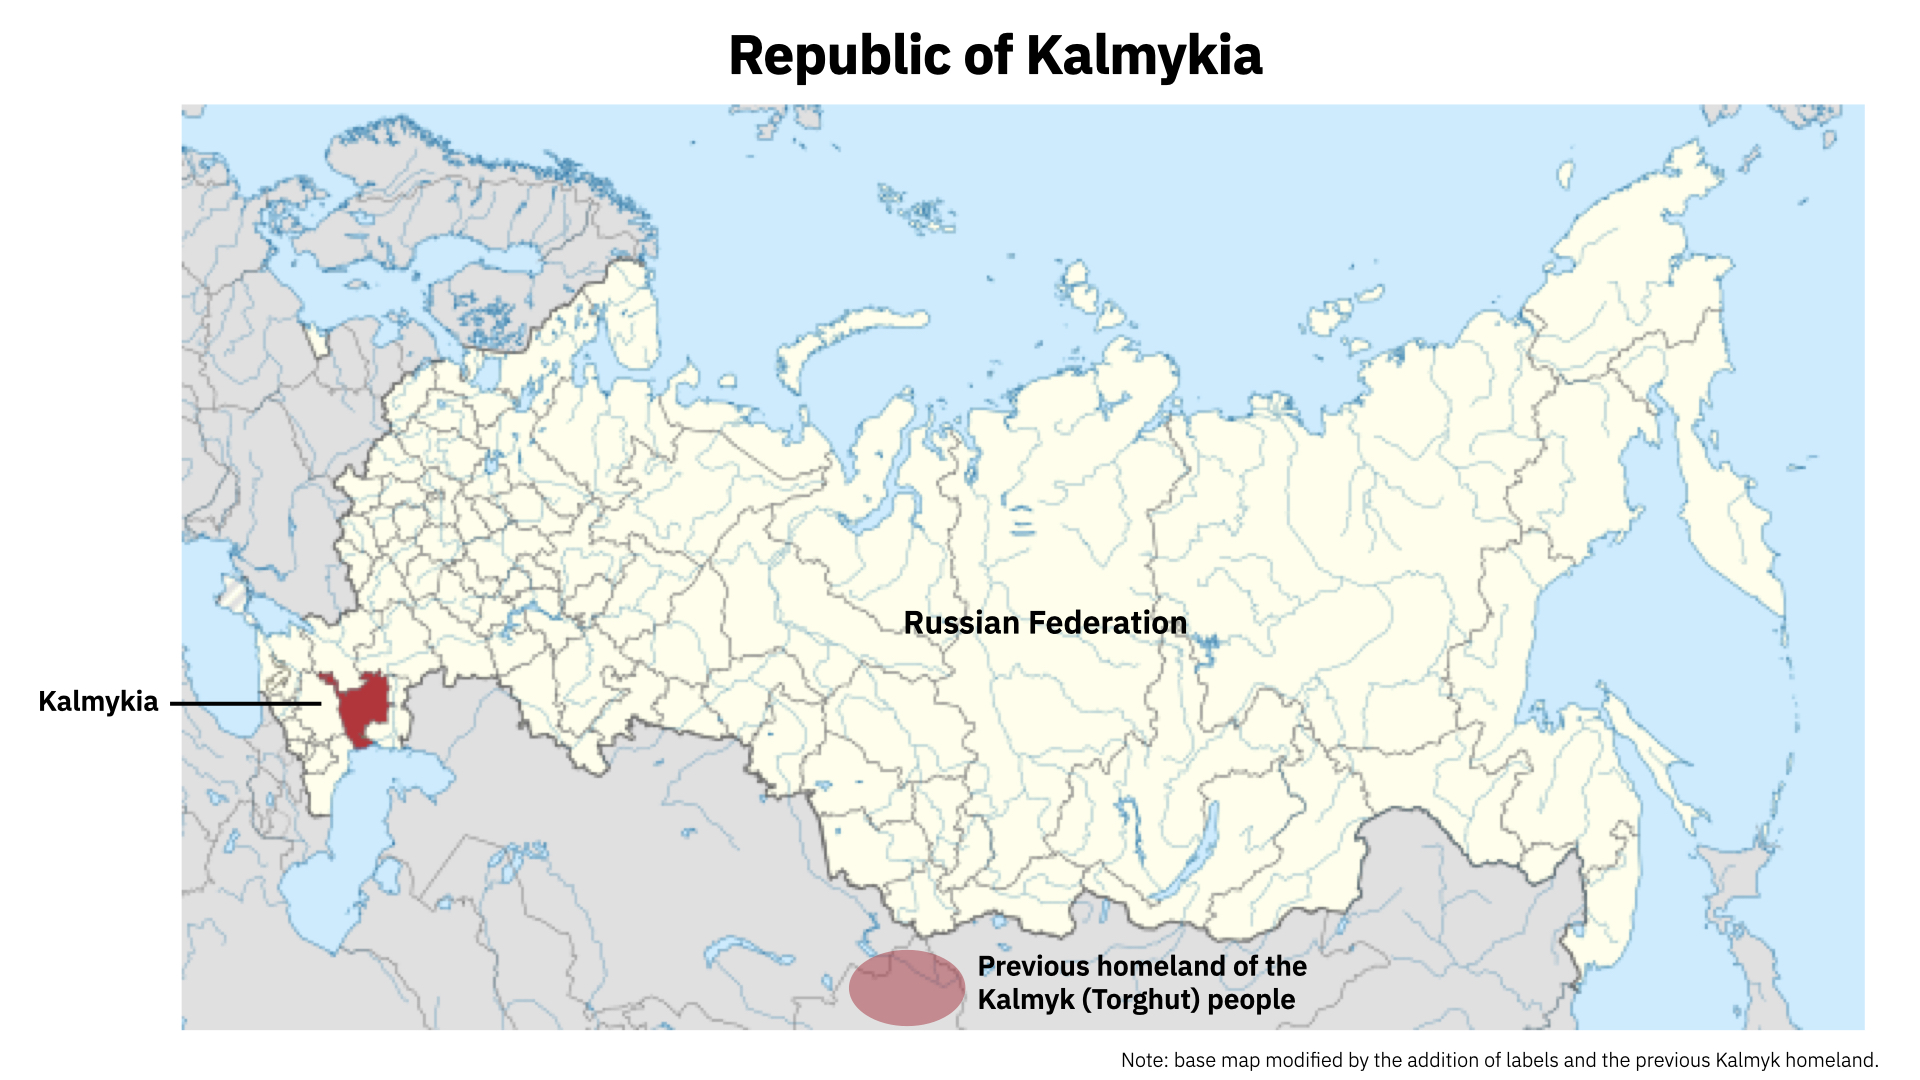 Republic of Kalmykia
Russian Federation
Kalmykia
Previous homeland of the
Kalmyk (Torghut) people
Note: base map modified by the addition of labels and the previous Kalmyk homeland.